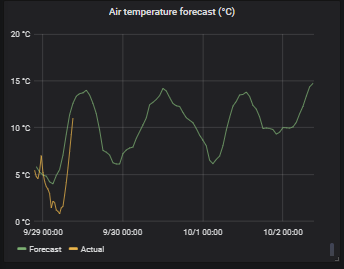 Air temperature forecast (°C)
20 °C
15 °C
10 °C
5 °C
0 °C
9/29 00:00 9/30 00:00 10/1 00:00 10/2 00:00
Forecast Actual